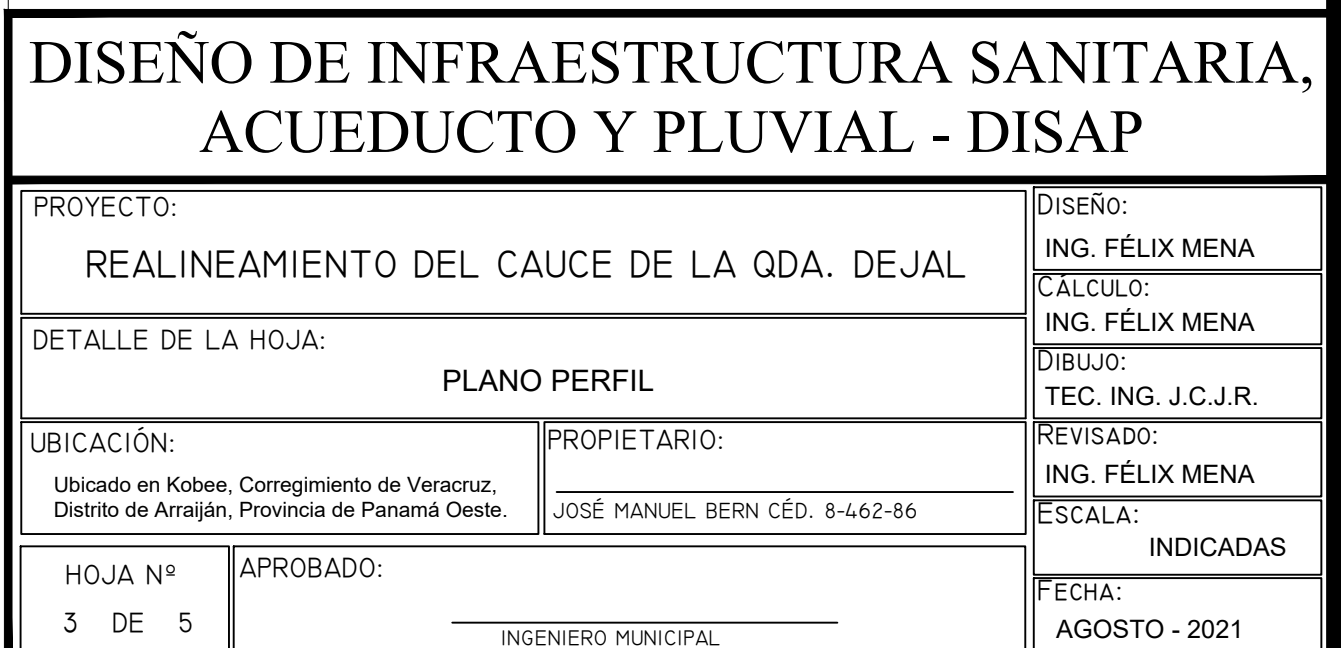 DISEÑO DE INFRAESTRUCTURA SANITARIA,
ACUEDUCTO Y PLUVIAL - DISAP
PROYECTO:
REALINEAMIENTO DEL CAUCE DE LA QDA. DEJAL
DETALLE DE LA HOJA:
PLANO PERFIL
UBICACIÓN:
Ubicado en Kobee, Corregimiento de Veracruz,
Distrito de Arraiján, Provincia de Panamá Oeste.
PROPIETARIO:
JOSÉ MANUEL BERN CÉD. 8-462-86
HOJA Nº
3 DE 5
APROBADO:
INGENIERO MUNICIPAL
DISEÑO:
ING. FÉLIX MENA
CÁLCULO:
ING. FÉLIX MENA
DIBUJO:
TEC. ING. J.C.J.R.
REVISADO:
ING. FÉLIX MENA
ESCALA:
INDICADAS
FECHA:
AGOSTO - 2021